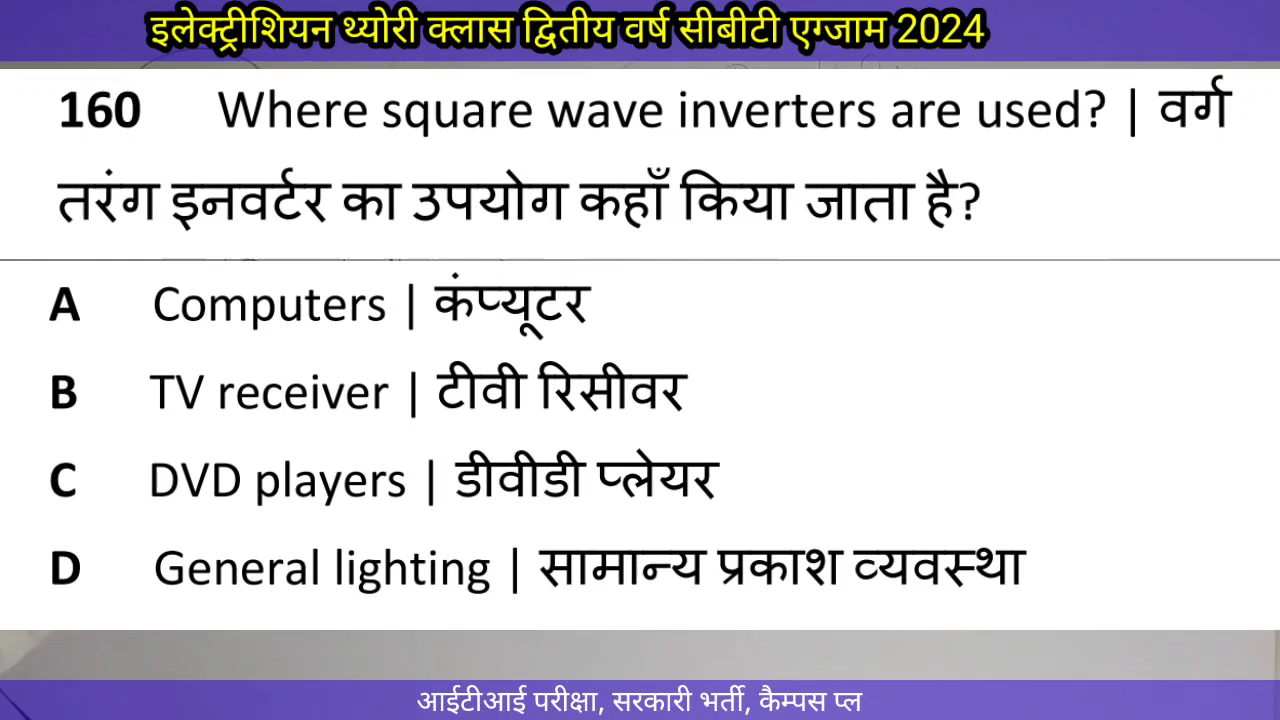 इलेक्ट्रीशियन थ्योरी क्लास द्वितीय वर्ष सीबीटी एग्जाम 2024
160 Where square wave inverters are used? | वर्ग
तरंग इनवर्टर का उपयोग कहाँ किया जाता है?
A Computers | कंप्यूटर
B TV receiver | टीवी रिसीवर
C DVD players | डीवीडी प्लेयर
D General lighting | सामान्य प्रकाश व्यवस्था
आईटीआई परीक्षा, सरकारी भर्ती, कैम्पस प्ल